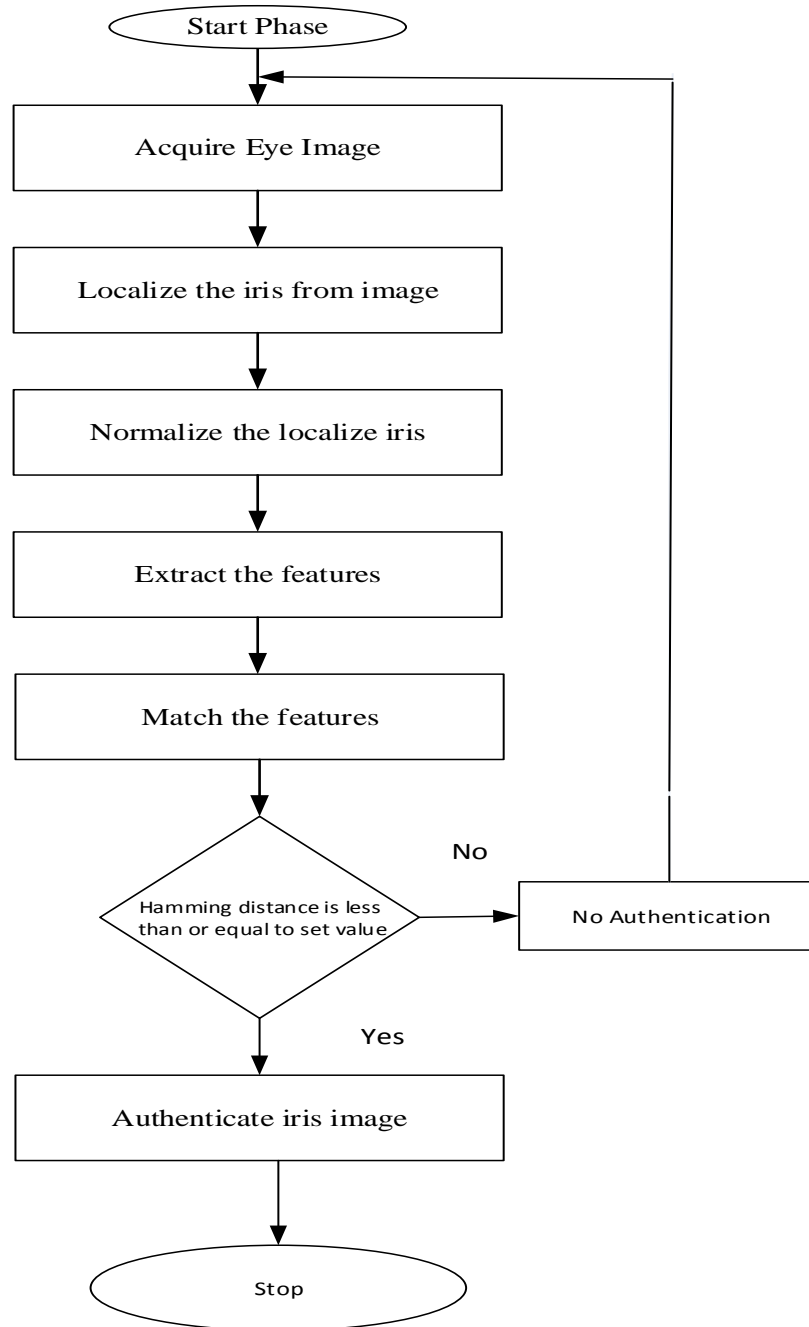 Start Phase
Acquire Eye Image
Localize the iris from image
Normalize the localize iris
Extract the features
Match the features
No
Hamming distance is less
than or equal to set value
No Authentication
Yes
Authenticate iris image
Stop